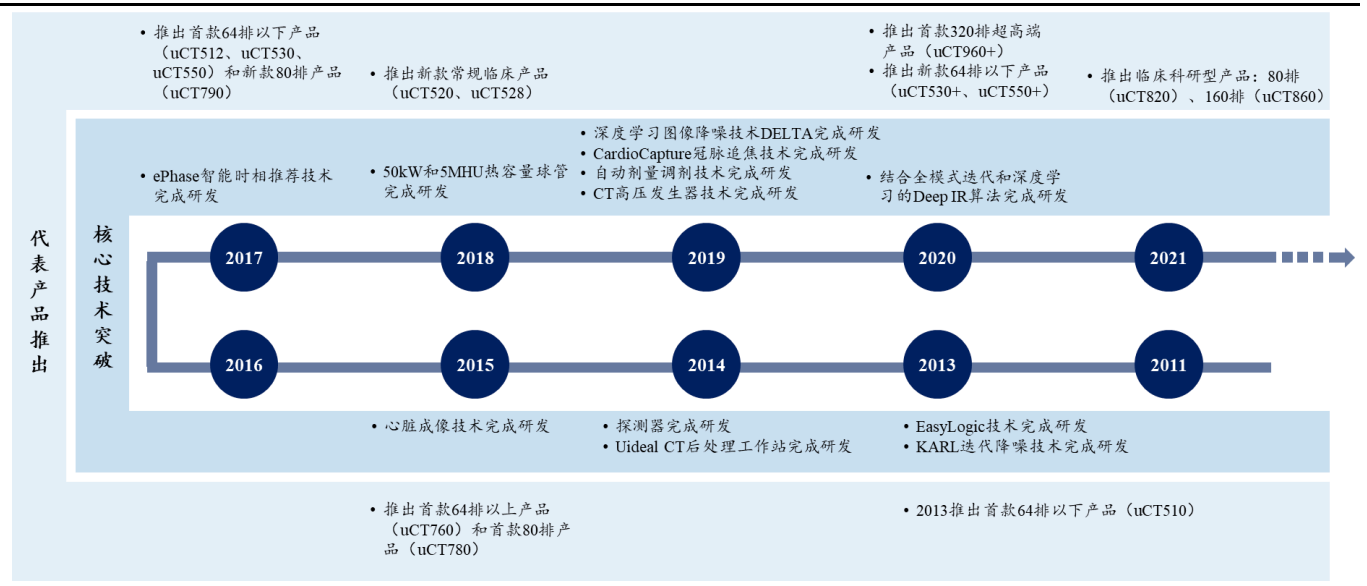 • 推出首款64排以下产品
（uCT512、uCT530、
uCT550）和新款80排产品
（uCT790）
• 推出新款常规临床产品
（uCT520、uCT528）
• 推出首款320排超高端
产品（uCT960+）
• 推出新款64排以下产品
（uCT530+、uCT550+）
• 推出临床科研型产品：80排
（uCT820）、160排（uCT860）
• ePhase智能时相推荐技术
完成研发
• 50kW和5MHU热容量球管
完成研发
• 深度学习图像降噪技术DELTA完成研发
• CardioCapture冠脉追焦技术完成研发
• 自动剂量调剂技术完成研发
• CT高压发生器技术完成研发
• 结合全模式迭代和深度学
习的Deep IR算法完成研发
代表产品推出
核心技术突破
2017
2018
2019
2020
2021
2016
2015
2014
2013
2011
• 心脏成像技术完成研发
• 探测器完成研发
• Uideal CT后处理工作站完成研发
• EasyLogic技术完成研发
• KARL迭代降噪技术完成研发
• 推出首款64排以上产品
（uCT760）和首款80排产
品（uCT780）
• 2013推出首款64排以下产品（uCT510）